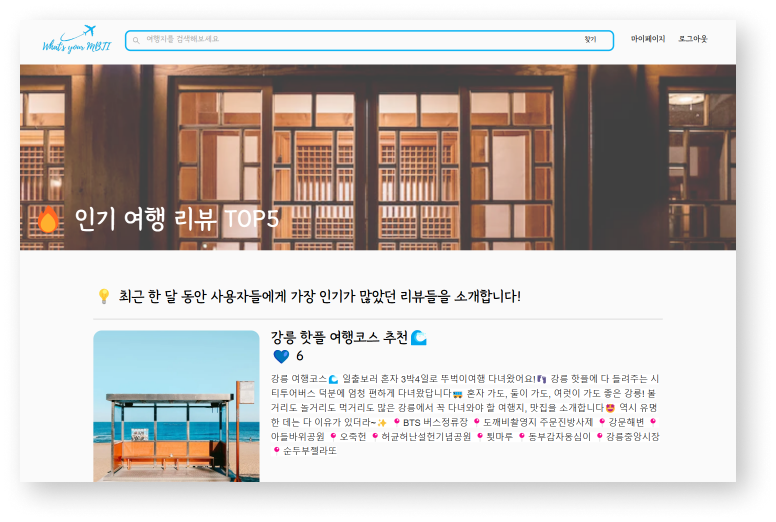 What's your MBTI
여행지를 검색해보세요
찾기
마이페이지
로그아웃
🔥 인기 여행 리뷰 TOP5
💡 최근 한 달 동안 사용자들에게 가장 인기가 많았던 리뷰들을 소개합니다!
강릉 핫플 여행코스 추천🌊
💙 6
강릉 여행코스🌊 일출보러 혼자 3박4일로 뚜벅이여행 다녀왔어요!👣 강릉 핫플에 다 들려주는 시
티투어버스 덕분에 엄청 편하게 다녀왔답니다🚌 혼자 가도, 둘이 가도, 여럿이 가도 좋은 강릉! 볼
거리도 놀거리도 먹거리도 많은 강릉에서 꼭 다녀와야 할 여행지, 맛집을 소개합니다😍 역시 유명
한 데는 다 이유가 있더라~✨ 📍BTS 버스정류장 📍도깨비촬영지 주문진방사제 📍강문해변 📍
아들바위공원 📍오죽헌 📍허균허난설헌기념공원 📍툇마루 📍동부감자옹심이 📍강릉중앙시장
📍순두부젤라또